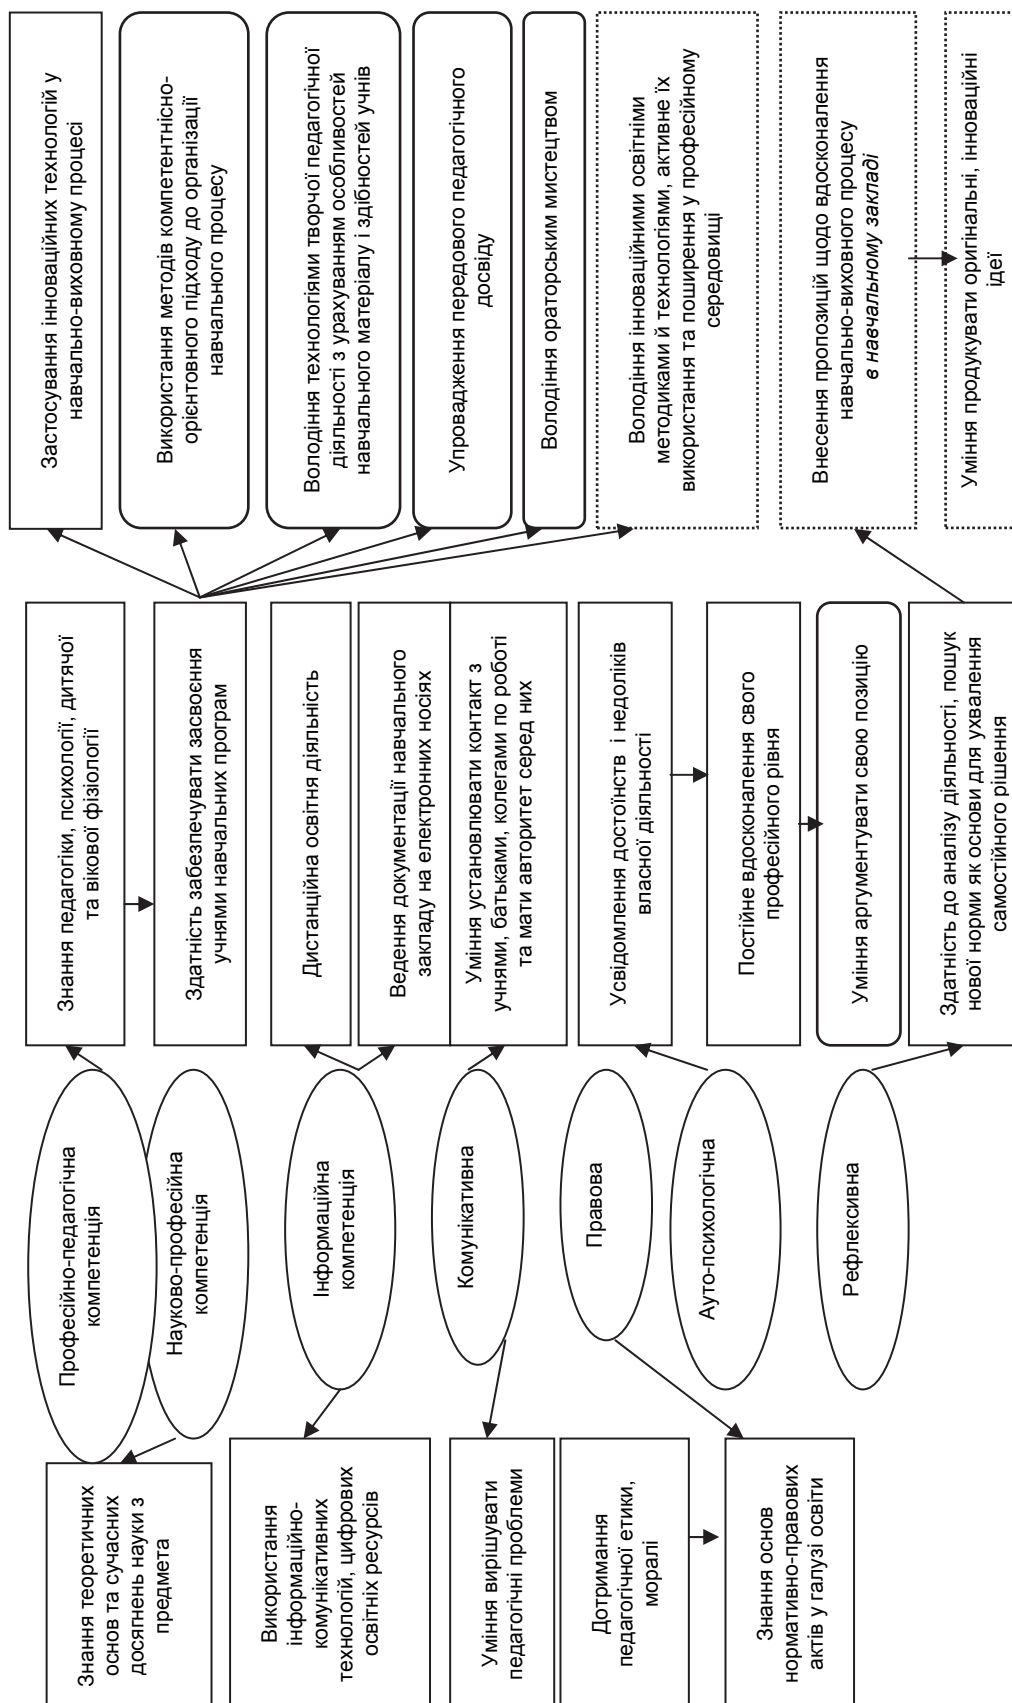 Знання теоретичних
основ та сучасних
досягнень науки з
предмета
Використання
інформаційно-
комунікативних
технологій, цифрових
освітніх ресурсів
Уміння вирішувати
педагогічні проблеми
Дотримання
педагогічної етики,
моралі
Знання основ
нормативно-правових
актів у галузі освіти
Професійно-педагогічна
компетенція
Науково-професійна
компетенція
Інформаційна
компетенція
Комунікативна
Правова
Ауто-психологічна
Рефлексивна
Знання педагогіки, психології, дитячої
та вікової фізіології
Здатність забезпечувати засвоєння
учнями навчальних програм
Дистанційна освітня діяльність
Ведення документації навчального
закладу на електронних носіях
Уміння установлювати контакт з
учнями, батьками, колегами по роботі
та мати авторитет серед них
Усвідомлення достоїнств і недоліків
власної діяльності
Постійне вдосконалення свого
професійного рівня
Уміння аргументувати свою позицію
Здатність до аналізу діяльності, пошук
нової норми як основи для ухвалення
самостійного рішення
Застосування інноваційних технологій у
навчально-виховному процесі
Використання методів компетентнісно-
орієнтовного підходу до організації
навчального процесу
Володіння технологіями творчої педагогічної
діяльності з урахуванням особливостей
навчального матеріалу і здібностей учнів
Упровадження передового педагогічного
досвіду
Володіння ораторським мистецтвом
Володіння інноваційними освітніми
методиками й технологіями, активне їх
використання та поширення у професійному
середовищі
Внесення пропозицій щодо вдосконалення
навчально-виховного процесу
в навчальному закладі
Уміння продукувати оригінальні, інноваційні
ідеї